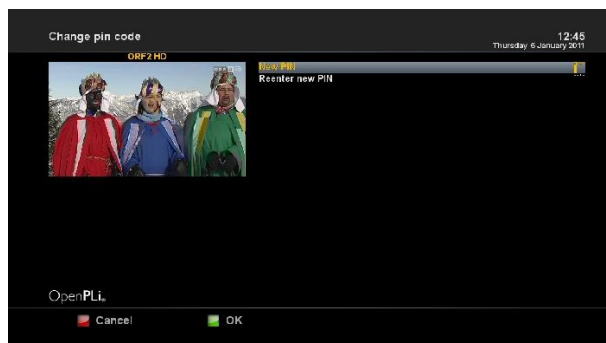 Change pin code
12:45
Thursday 6 January 2011
ORF2 HD
New PIN
Reenter new PIN
OpenPLi®
Cancel
OK